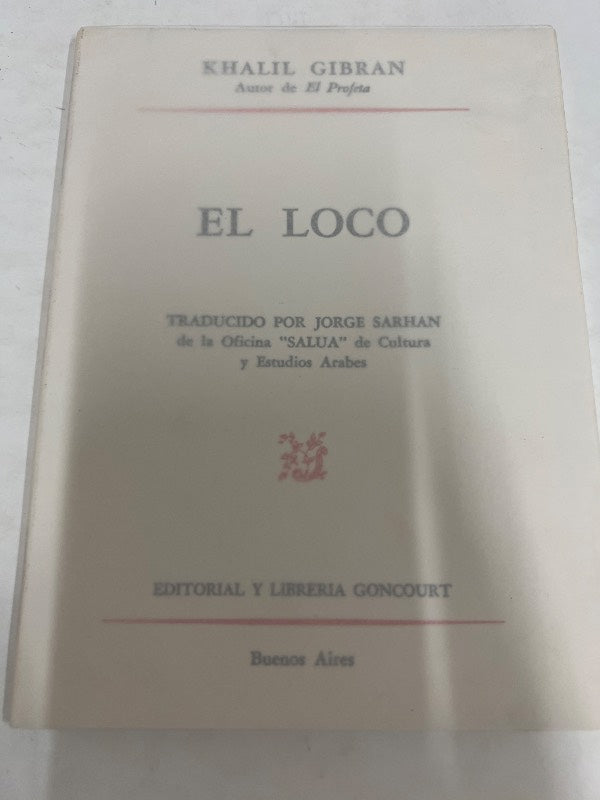 KHALIL GIBRAN
Autor de El Profeta
EL LOCO
TRADUCIDO POR JORGE SARHAN
de la Oficina "SALUA" de Cultura
y Estudios Arabes
EDITORIAL Y LIBRERIA GONCOURT
Buenos Aires